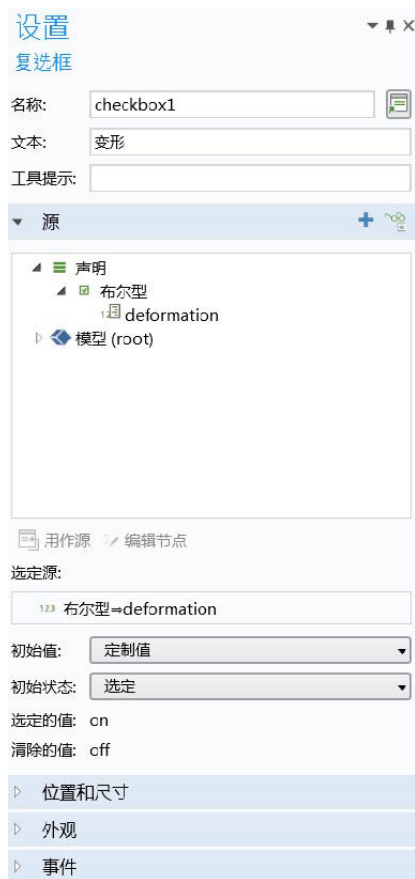 设置
复选框
名称: checkbox1
文本: 变形
工具提示:
源
声明
布尔型
deformation
模型 (root)
用作源 编辑节点
选定源:
123 布尔型⇒deformation
初始值: 定制值
初始状态: 选定
选定的值: on
清除的值: off
位置和尺寸
外观
事件